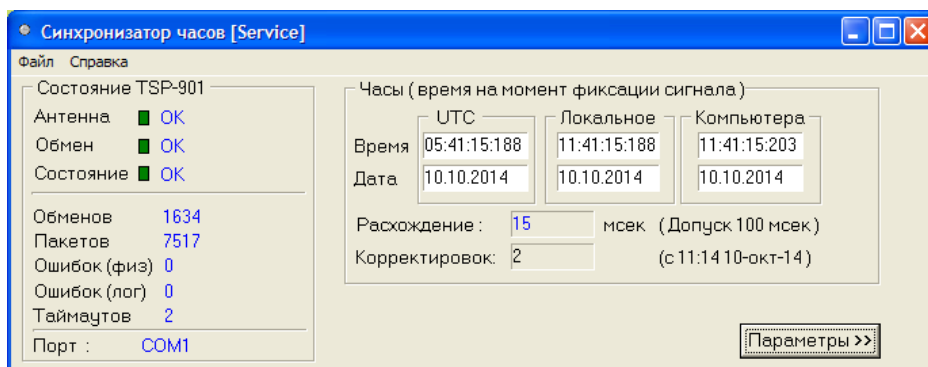 Синхронизатор часов [Service]
Файл Справка
Состояние TSP-901
Антенна OK
Обмен OK
Состояние OK
Обменов 1634
Пакетов 7517
Ошибок (физ) 0
Ошибок (лог) 0
Таймаутов 2
Порт : COM1
Часы ( время на момент фиксации сигнала )
UTC Локальное Компьютера
Время 05:41:15:188 11:41:15:188 11:41:15:203
Дата 10.10.2014 10.10.2014 10.10.2014
Расхождение : 15 мсек ( Допуск 100 мсек )
Корректировок: 2 (с 11:14 10-окт-14 )
Параметры >>